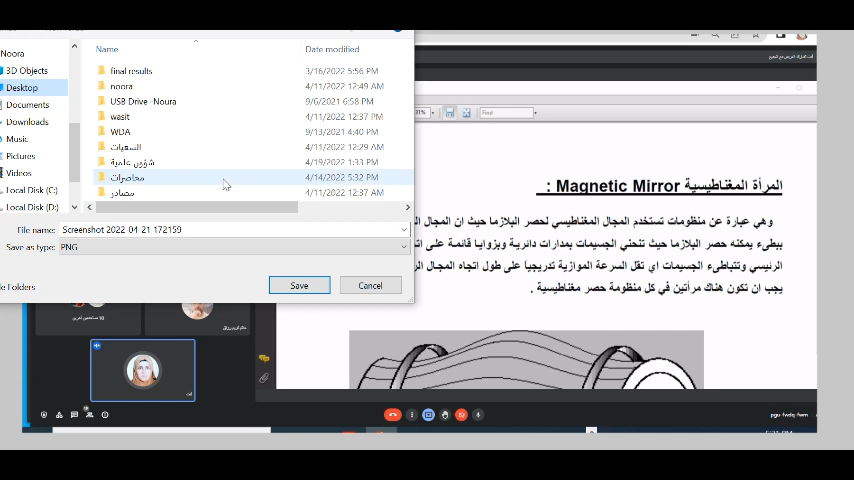 Name
Date modified
Noora
3D Objects
Desktop
Documents
Downloads
Music
Pictures
Videos
Local Disk (C:)
Local Disk (D:)
final results 3/16/2022 5:56 PM
noora 4/11/2022 12:49 AM
USB Drive -Noora 9/6/2021 6:58 PM
wasit 4/11/2022 12:37 PM
WDA 9/13/2021 4:40 PM
السفيات 4/11/2022 12:29 AM
شؤون علمية 4/19/2022 1:33 PM
محاضرات 4/14/2022 5:32 PM
مصادر 4/11/2022 12:37 AM
File name: Screenshot 2022-04-21 172159
Save as type: PNG
Folders
Save
Cancel
Find
المرآة المغناطيسية Magnetic Mirror :
وهي عبارة عن منظومات تستخدم المجال المغناطيسي لحصر البلازما حيث ان المجال
ببطىء يمكنه حصر البلازما حيث تنحني الجسيمات بمدارات دائرية وبزوايا قائمة على
الرئيسي وتتباطىء الجسيمات اي تقل السرعة الموازية تدريجياً على طول اتجاه المجال
يجب ان تكون هناك مرآتين في كل منظومة حصر مغناطيسية .
أنت